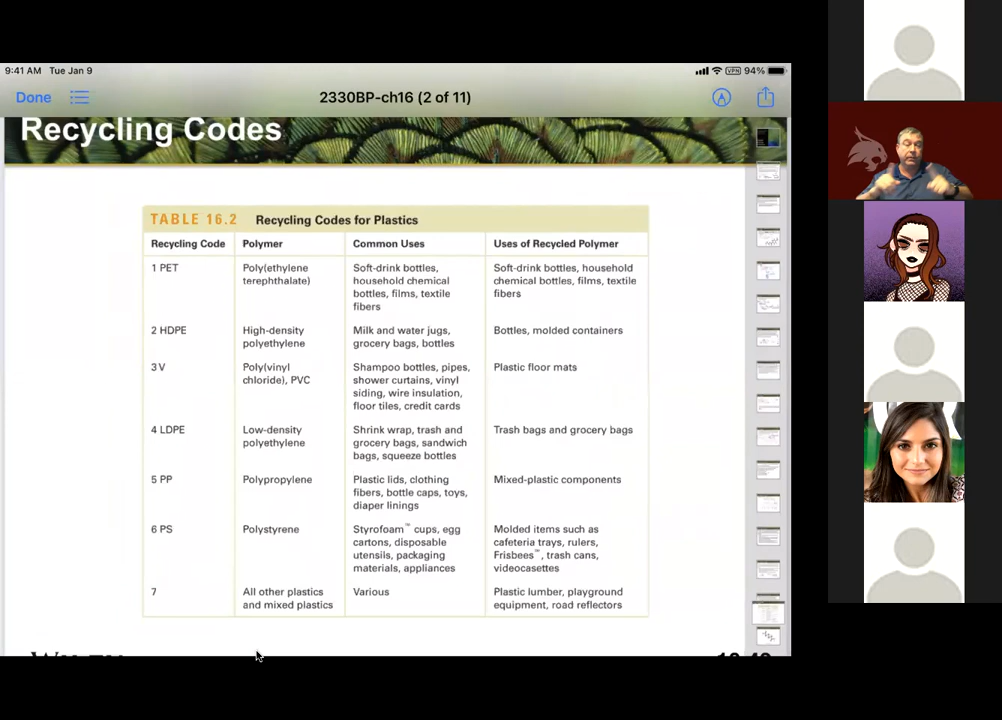 9:41 AM Tue Jan 9
VPN 94%
Done
2330BP-ch16 (2 of 11)
Recycling Codes
TABLE 16.2 Recycling Codes for Plastics
Recycling Code Polymer Common Uses Uses of Recycled Polymer
1 PET Poly(ethylene Soft-drink bottles, Soft-drink bottles, household
terephthalate) household chemical chemical bottles, films, textile
bottles, films, textile fibers
fibers
2 HDPE High-density Milk and water jugs, Bottles, molded containers
polyethylene grocery bags, bottles
3 V Poly(vinyl Shampoo bottles, pipes, Plastic floor mats
chloride), PVC shower curtains, vinyl
siding, wire insulation,
floor tiles, credit cards
4 LDPE Low-density Shrink wrap, trash and Trash bags and grocery bags
polyethylene grocery bags, sandwich
bags, squeeze bottles
5 PP Polypropylene Plastic lids, clothing Mixed-plastic components
fibers, bottle caps, toys,
diaper linings
6 PS Polystyrene Styrofoam™ cups, egg Molded items such as
cartons, disposable cafeteria trays, rulers,
utensils, packaging Frisbees™, trash cans,
materials, appliances videocasettes
7 All other plastics Various Plastic lumber, playground
and mixed plastics equipment, road reflectors